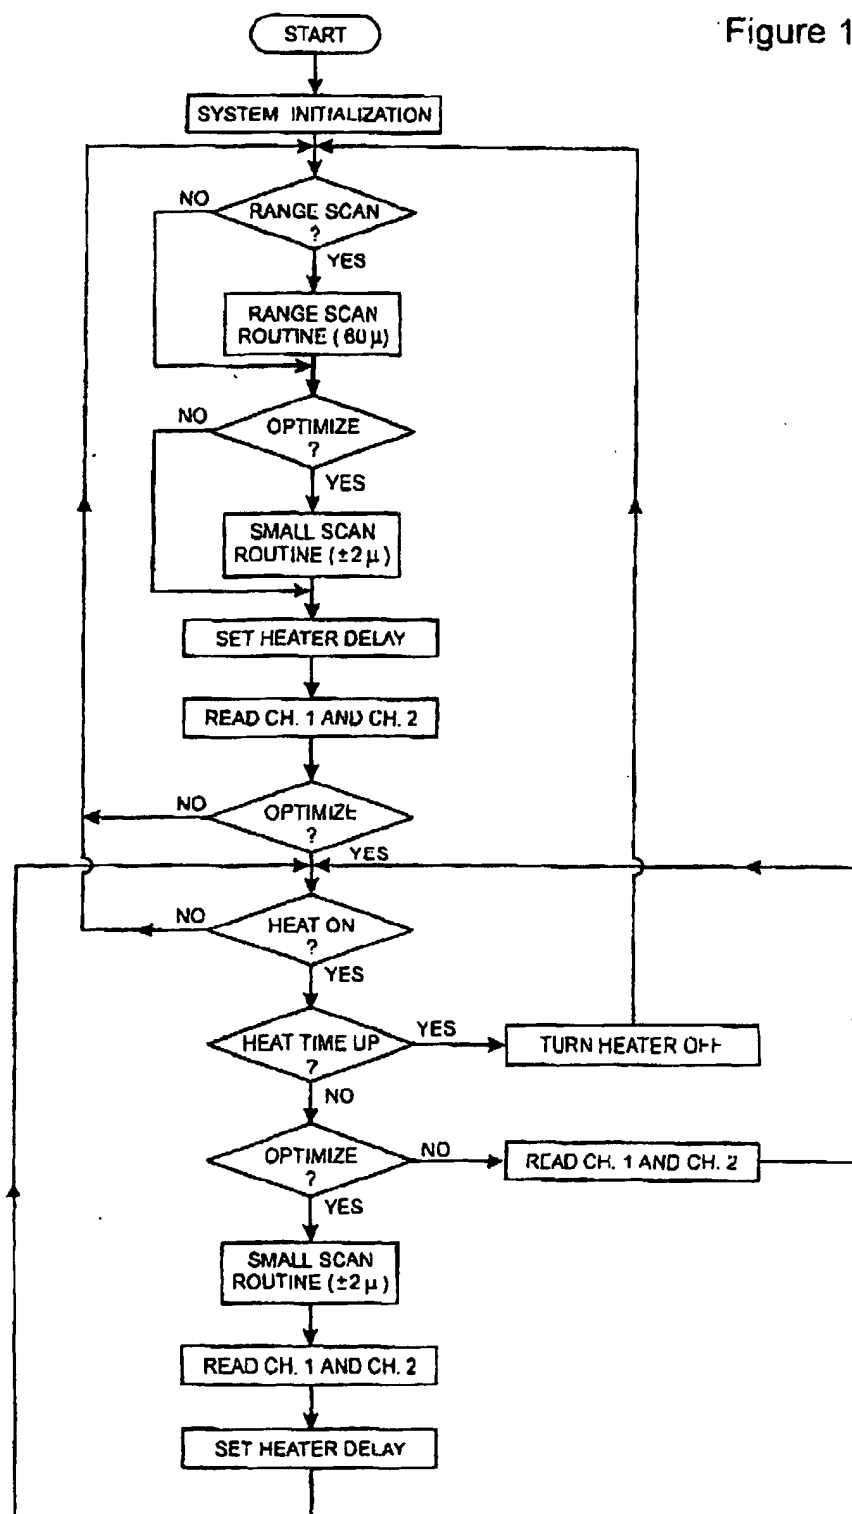 Figure 1
START
SYSTEM INITIALIZATION
NO
RANGE SCAN
?
YES
RANGE SCAN
ROUTINE (60 μ)
NO
OPTIMIZE
?
YES
SMALL SCAN
ROUTINE (±2 μ)
SET HEATER DELAY
READ CH. 1 AND CH. 2
NO
OPTIMIZE
?
YES
NO
HEAT ON
?
YES
HEAT TIME UP
?
YES
TURN HEATER OFF
NO
OPTIMIZE
?
NO
READ CH. 1 AND CH. 2
YES
SMALL SCAN
ROUTINE (±2 μ)
READ CH. 1 AND CH. 2
SET HEATER DELAY